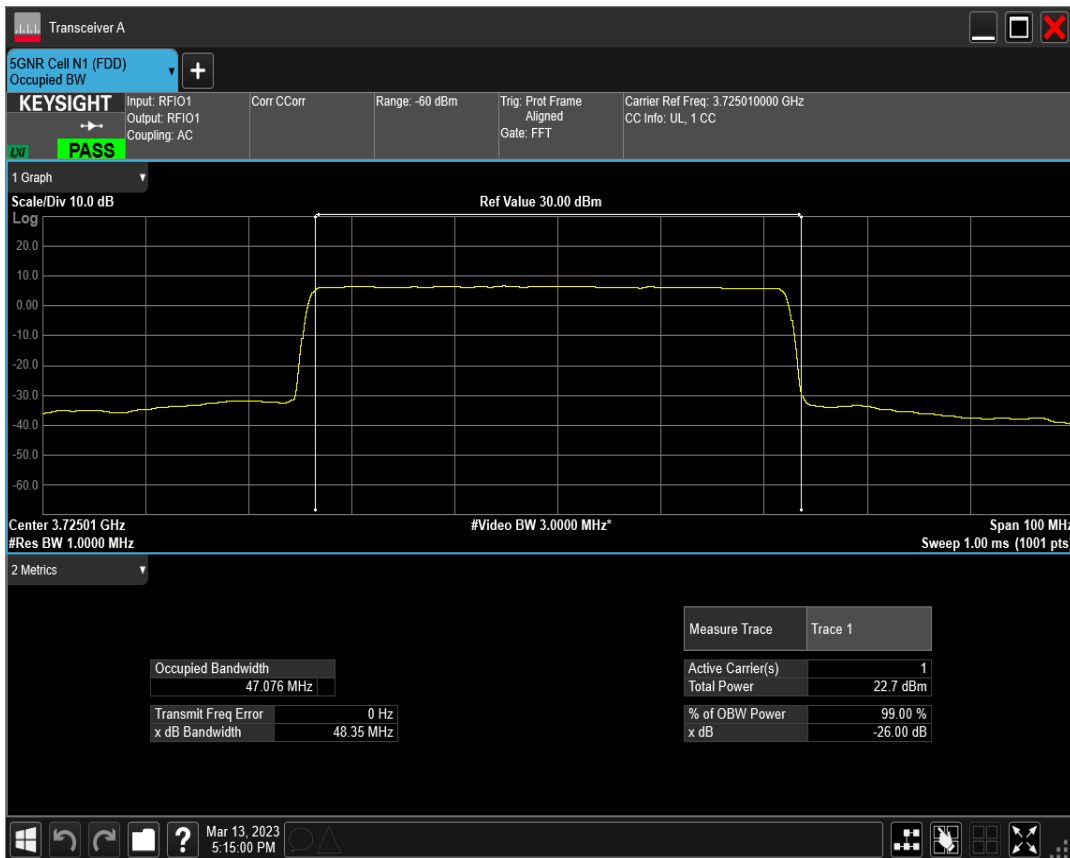 Transceiver A
5GNR Cell N1 (FDD)
Occupied BW
+
KEYSIGHT
LXI
PASS
Input: RFIO1
Output: RFIO1
Coupling: AC
Corr CCorr
Range: -60 dBm
Trig: Prot Frame
Aligned
Gate: FFT
Carrier Ref Freq: 3.725010000 GHz
CC Info: UL, 1 CC
1 Graph
Scale/Div 10.0 dB
Ref Value 30.00 dBm
Log
20.0
10.0
0.00
-10.0
-20.0
-30.0
-40.0
-50.0
-60.0
Center 3.72501 GHz
#Video BW 3.0000 MHz*
Span 100 MHz
#Res BW 1.0000 MHz
Sweep 1.00 ms (1001 pts)
2 Metrics
Measure Trace Trace 1
Occupied Bandwidth
47.076 MHz
Active Carrier(s) 1
Total Power 22.7 dBm
Transmit Freq Error 0 Hz
x dB Bandwidth 48.35 MHz
% of OBW Power 99.00 %
x dB -26.00 dB
?
Mar 13, 2023
5:15:00 PM